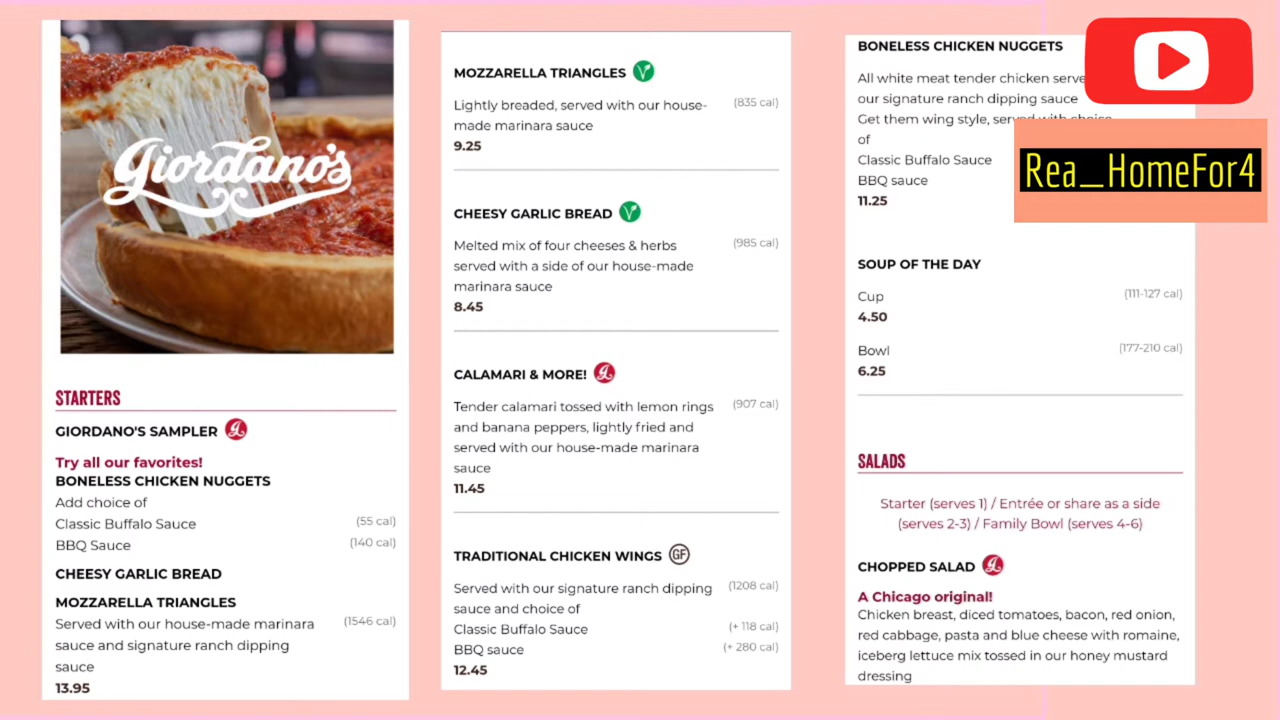 Giordano's
STARTERS
GIORDANO'S SAMPLER
Try all our favorites!
BONELESS CHICKEN NUGGETS
Add choice of
Classic Buffalo Sauce (55 cal)
BBQ Sauce (140 cal)
CHEESY GARLIC BREAD
MOZZARELLA TRIANGLES
Served with our house-made marinara (1546 cal)
sauce and signature ranch dipping
sauce
13.95
MOZZARELLA TRIANGLES V
Lightly breaded, served with our house- (835 cal)
made marinara sauce
9.25
CHEESY GARLIC BREAD V
Melted mix of four cheeses & herbs (985 cal)
served with a side of our house-made
marinara sauce
8.45
CALAMARI & MORE! g
Tender calamari tossed with lemon rings (907 cal)
and banana peppers, lightly fried and
served with our house-made marinara
sauce
11.45
TRADITIONAL CHICKEN WINGS GF
Served with our signature ranch dipping (1208 cal)
sauce and choice of
Classic Buffalo Sauce (+ 118 cal)
BBQ sauce (+ 280 cal)
12.45
BONELESS CHICKEN NUGGETS
All white meat tender chicken serve
our signature ranch dipping sauce
Get them wing style, served with choice
of
Classic Buffalo Sauce
BBQ sauce
11.25
Rea_HomeFor4
SOUP OF THE DAY
Cup (111-127 cal)
4.50
Bowl (177-210 cal)
6.25
SALADS
Starter (serves 1) / Entrée or share as a side
(serves 2-3) / Family Bowl (serves 4-6)
CHOPPED SALAD g
A Chicago original!
Chicken breast, diced tomatoes, bacon, red onion,
red cabbage, pasta and blue cheese with romaine,
iceberg lettuce mix tossed in our honey mustard
dressing